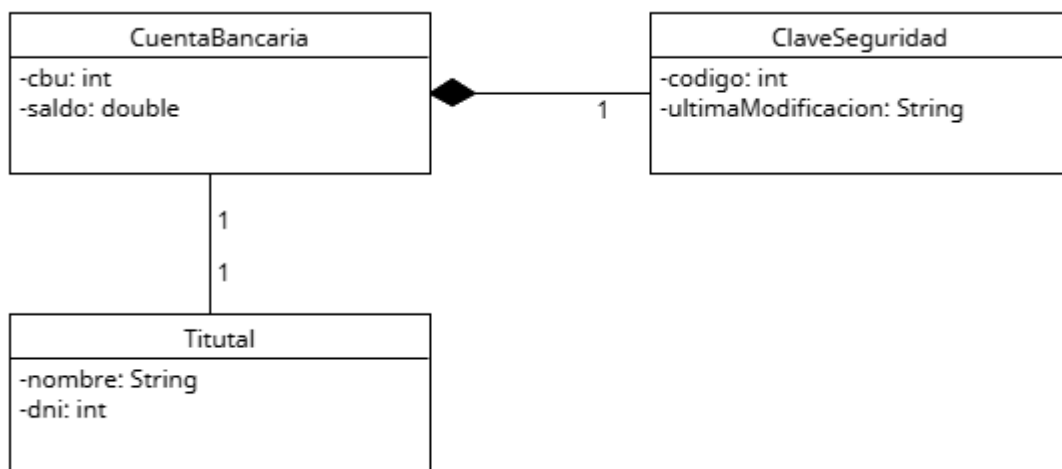 CuentaBancaria
-cbu: int
-saldo: double
1
ClaveSeguridad
-codigo: int
-ultimaModificacion: String
1
1
Titutal
-nombre: String
-dni: int